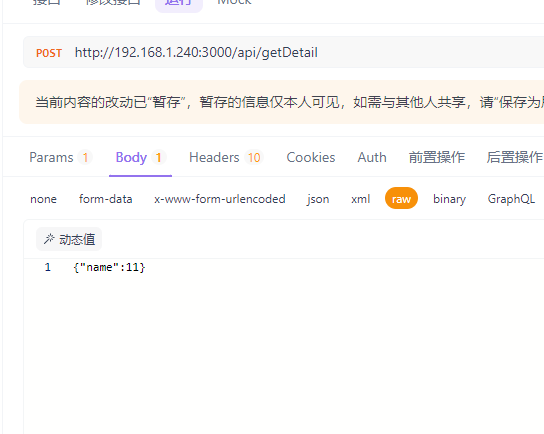 接口 修改接口 运行 Mock
POST http://192.168.1.240:3000/api/getDetail
当前内容的改动已“暂存”，暂存的信息仅本人可见，如需与其他人共享，请“保存为
Params 1 Body 1 Headers 10 Cookies Auth 前置操作 后置操作
none form-data x-www-form-urlencoded json xml raw binary GraphQL
动态值
1 {"name":11}